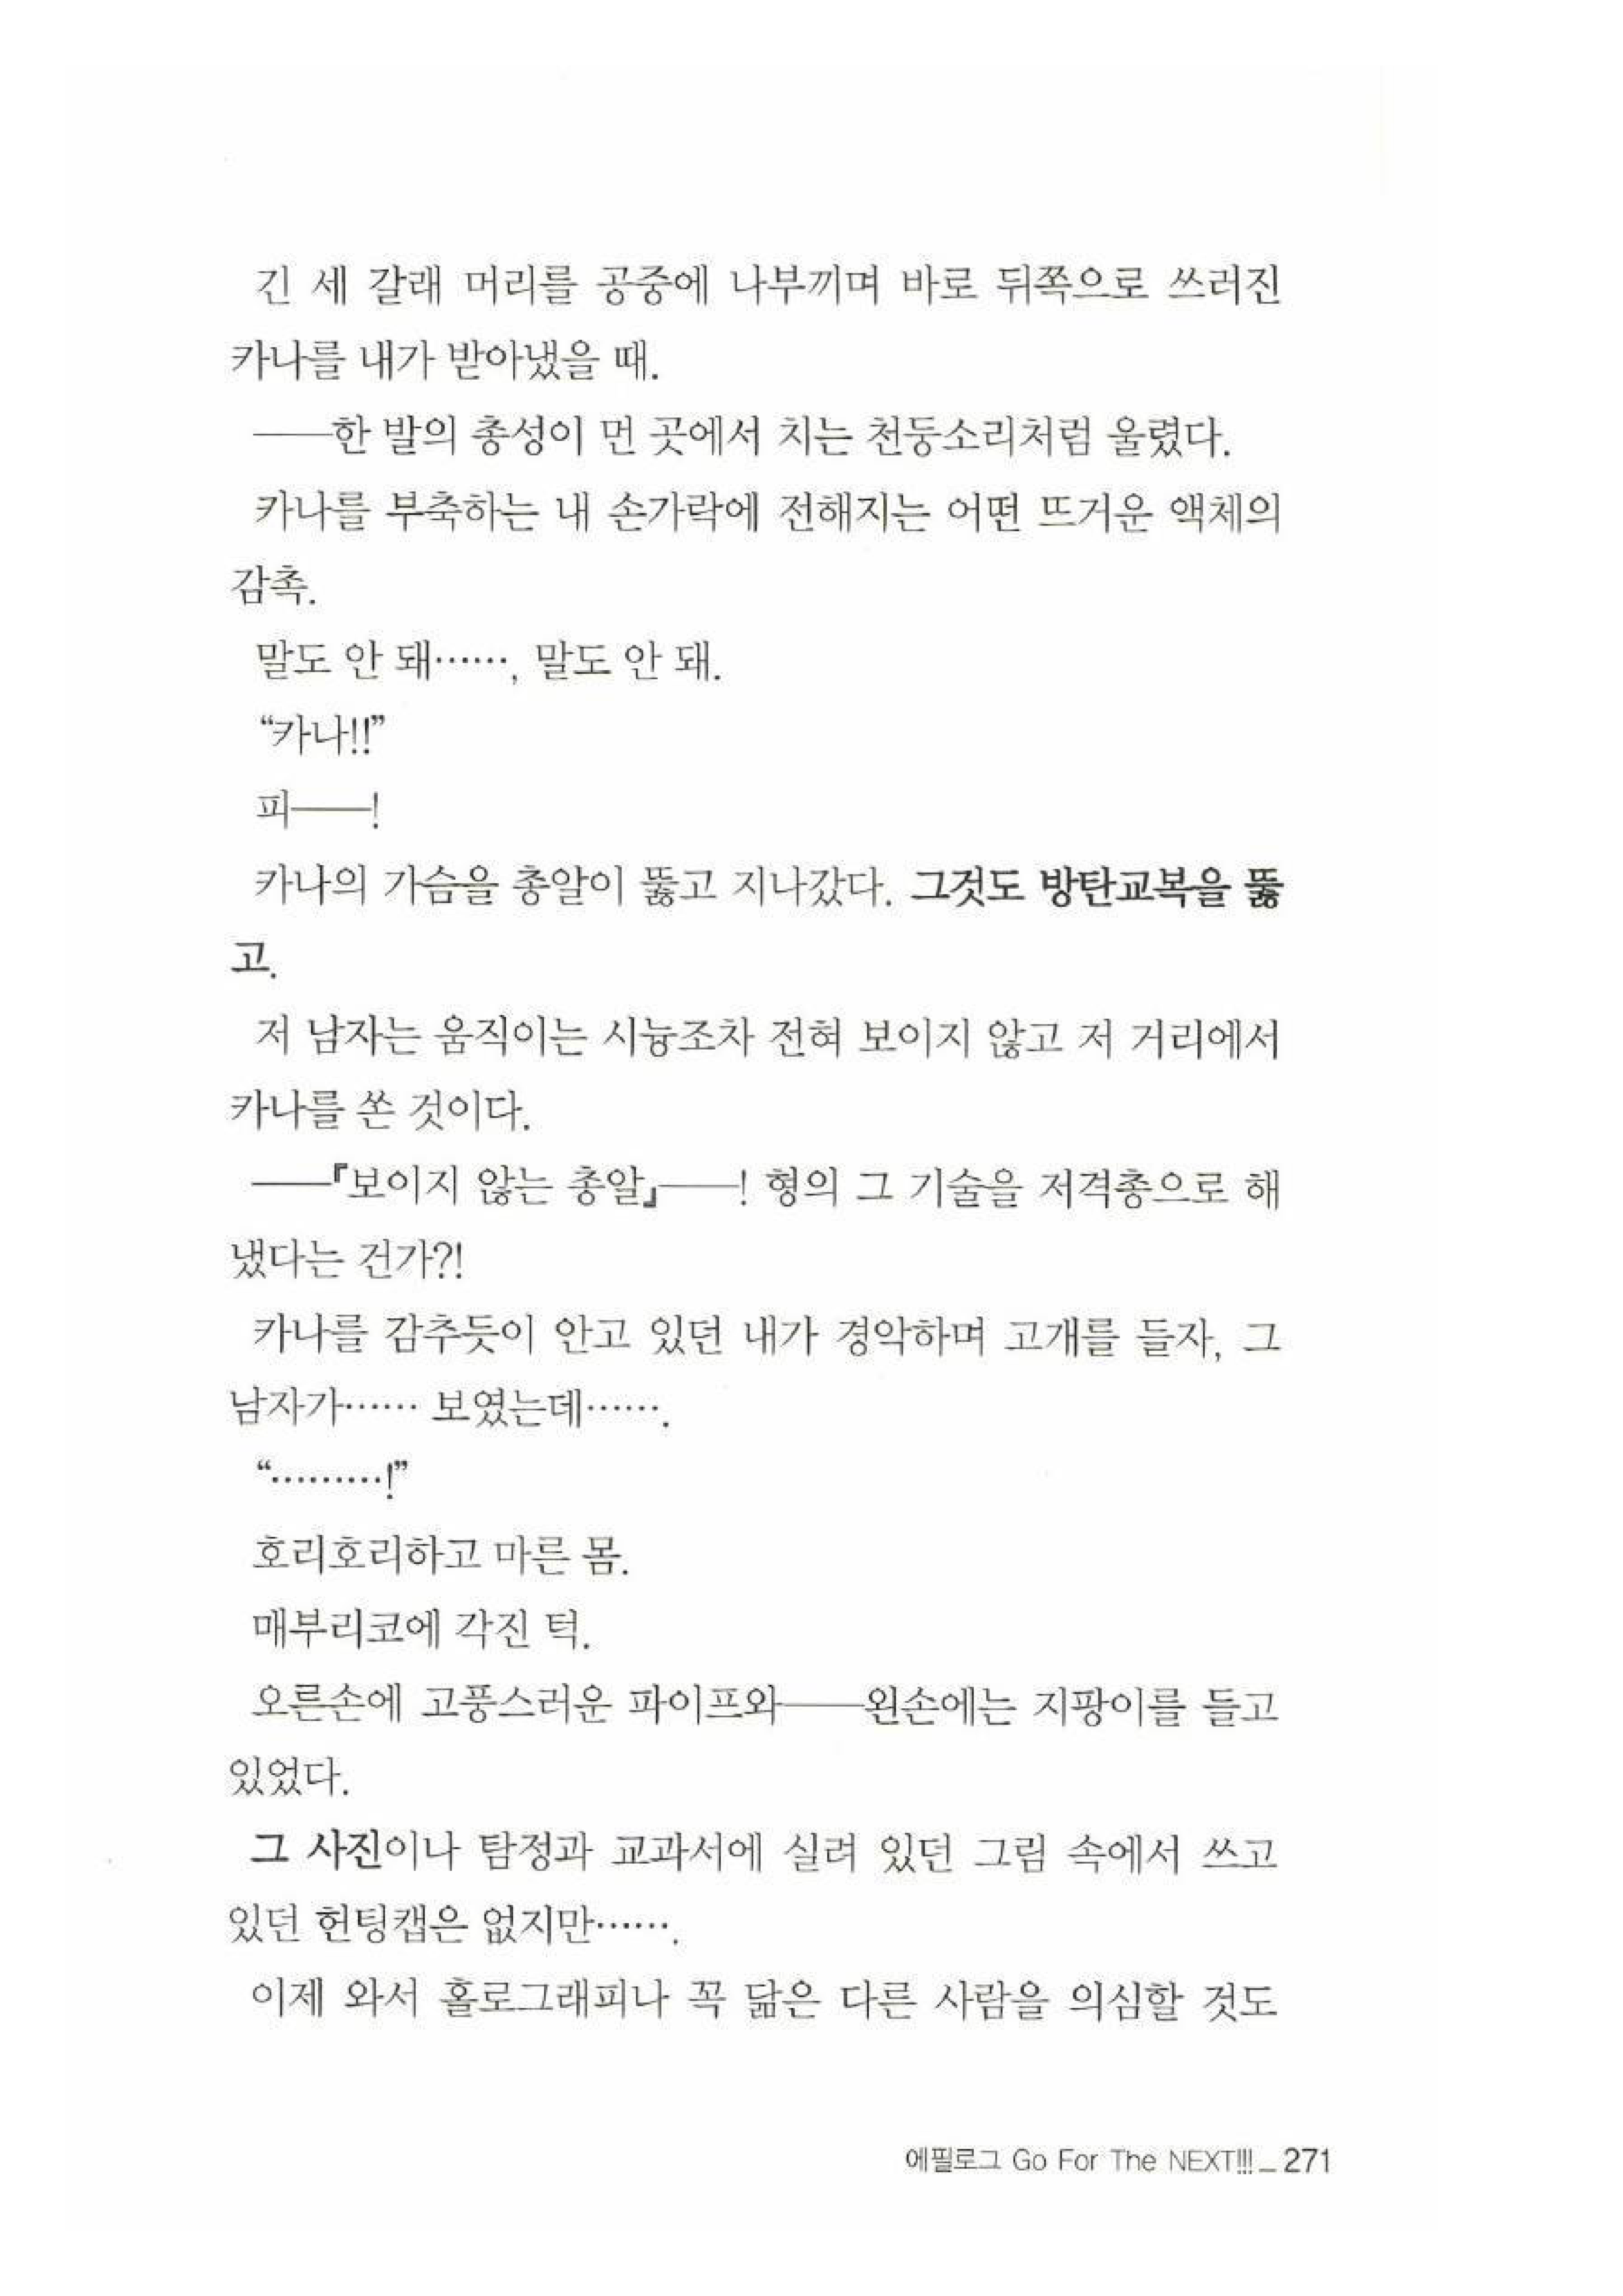 긴 세 갈래 머리를 공중에 나부끼며 바로 뒤쪽으로 쓰러진
카나를 내가 받아냈을 때.
──한 발의 총성이 먼 곳에서 치는 천둥소리처럼 울렸다.
카나를 부축하는 내 손가락에 전해지는 어떤 뜨거운 액체의
감촉.
말도 안 돼……, 말도 안 돼.
“카나!!”
피──!
카나의 가슴을 총알이 뚫고 지나갔다. 그것도 방탄교복을 뚫
고.
저 남자는 움직이는 시늉조차 전혀 보이지 않고 저 거리에서
카나를 쏜 것이다.
──『보이지 않는 총알』──! 형의 그 기술을 저격총으로 해
냈다는 건가?!
카나를 감추듯이 안고 있던 내가 경악하며 고개를 들자, 그
남자가…… 보였는데…….
“………!”
호리호리하고 마른 몸.
매부리코에 각진 턱.
오른손에 고풍스러운 파이프와──왼손에는 지팡이를 들고
있었다.
그 사진이나 탐정과 교과서에 실려 있던 그림 속에서 쓰고
있던 헌팅캡은 없지만…….
이제 와서 홀로그래피나 꼭 닮은 다른 사람을 의심할 것도
에필로그 Go For The NEXT!!! _ 271